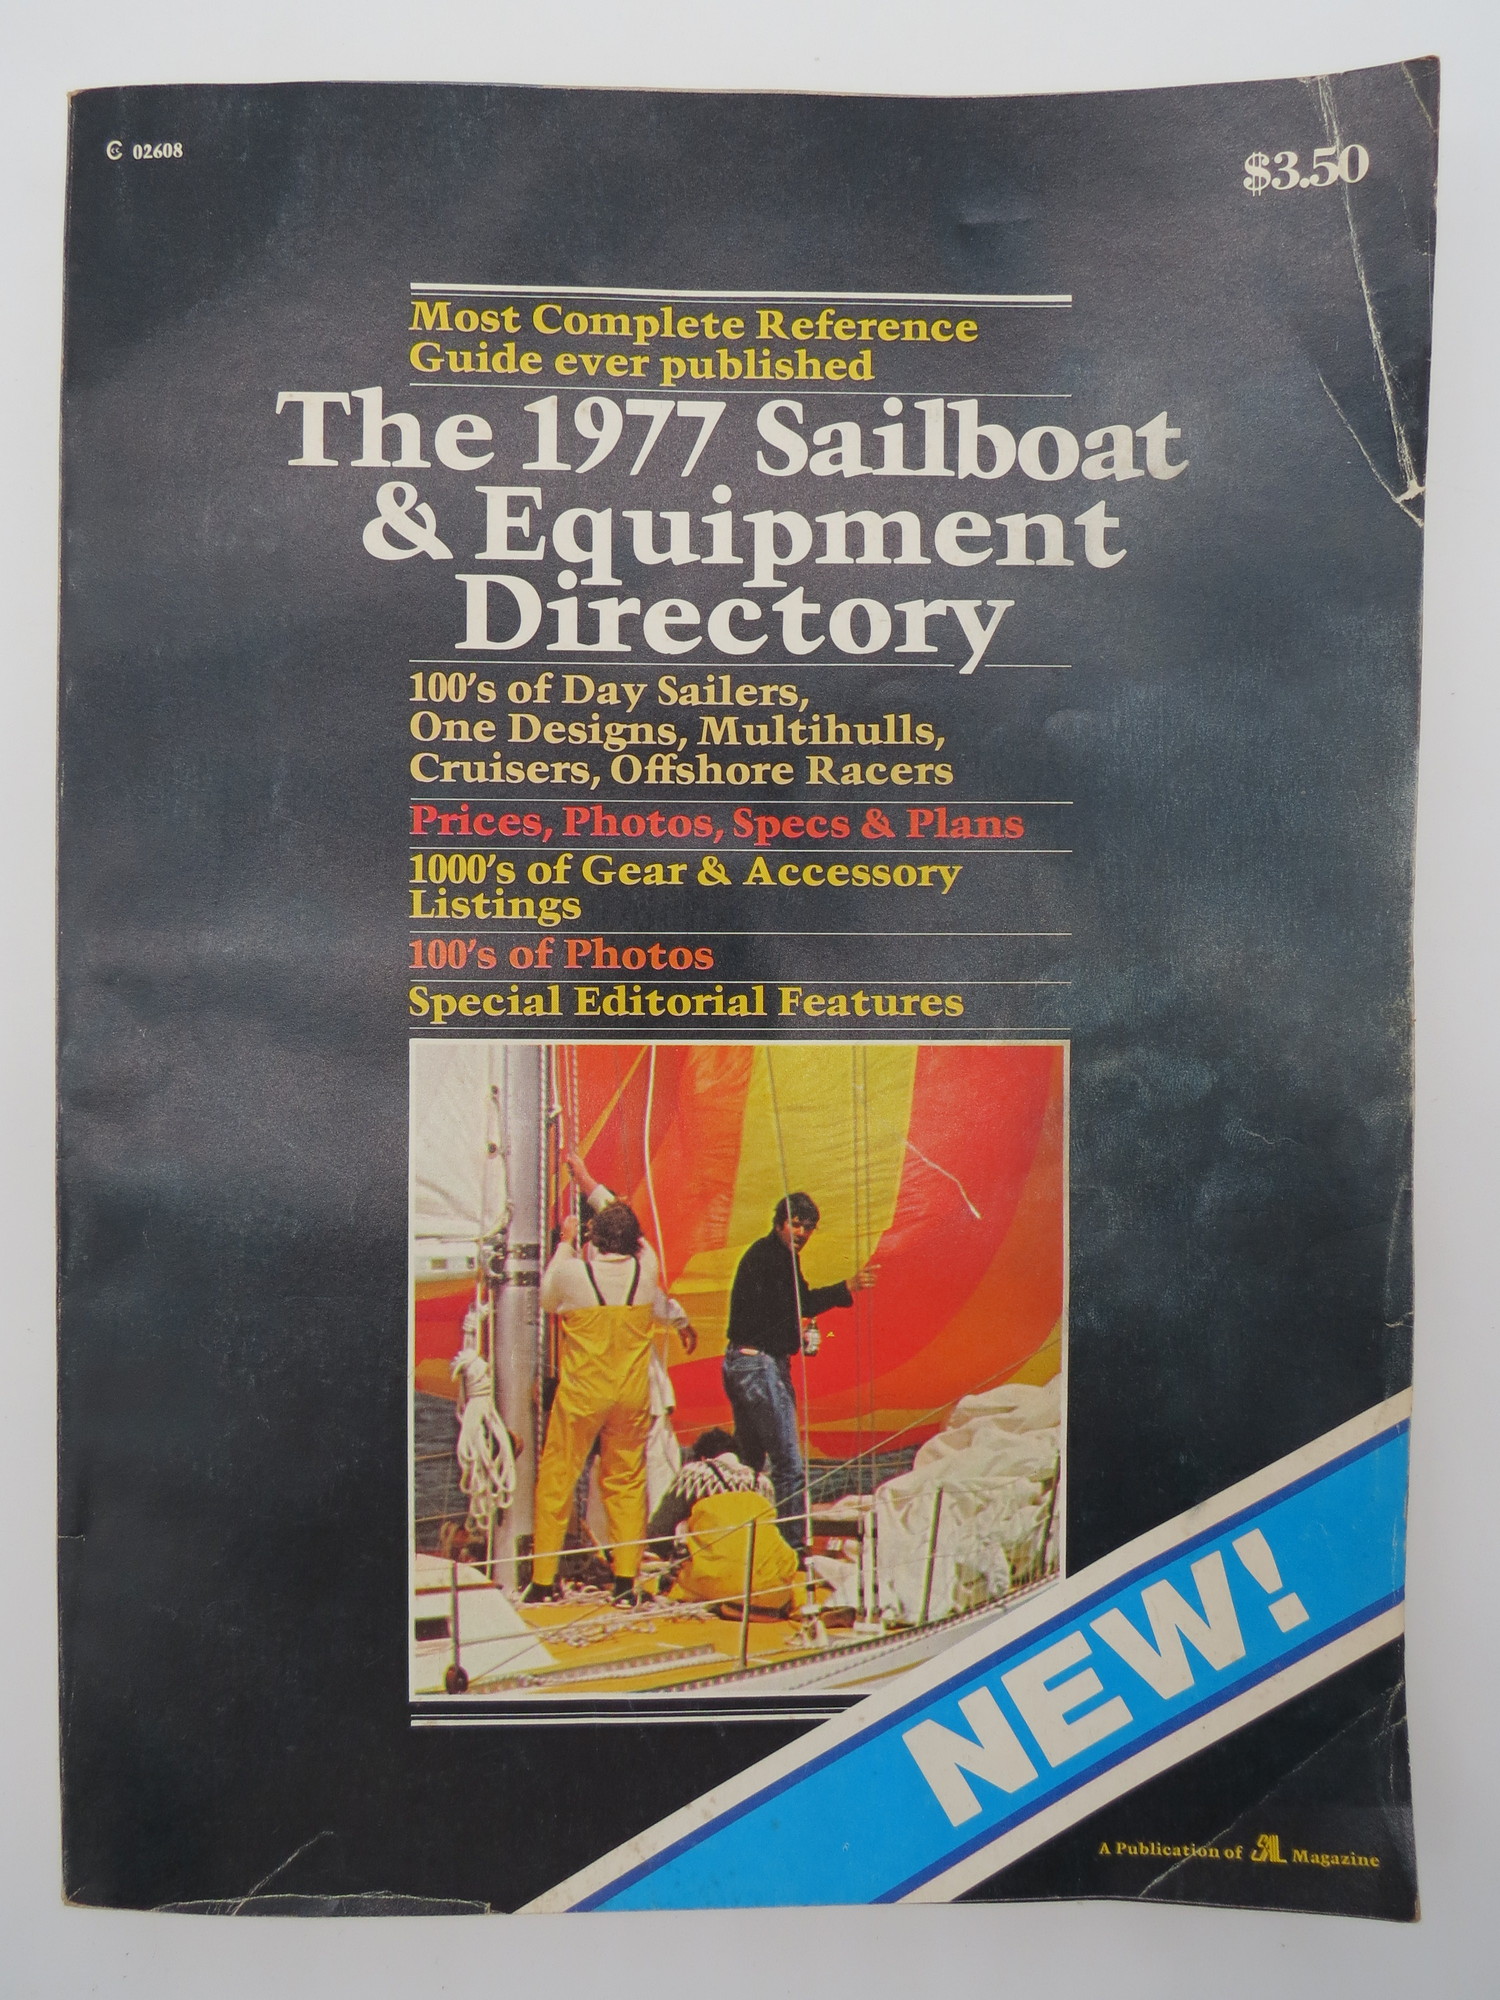 02608
$3.50
Most Complete Reference
Guide ever published
The 1977 Sailboat
& Equipment
Directory
100's of Day Sailers,
One Designs, Multihulls,
Cruisers, Offshore Racers
Prices, Photos, Specs & Plans
1000's of Gear & Accessory
Listings
100's of Photos
Special Editorial Features
NEW!
A Publication of SAIL Magazine